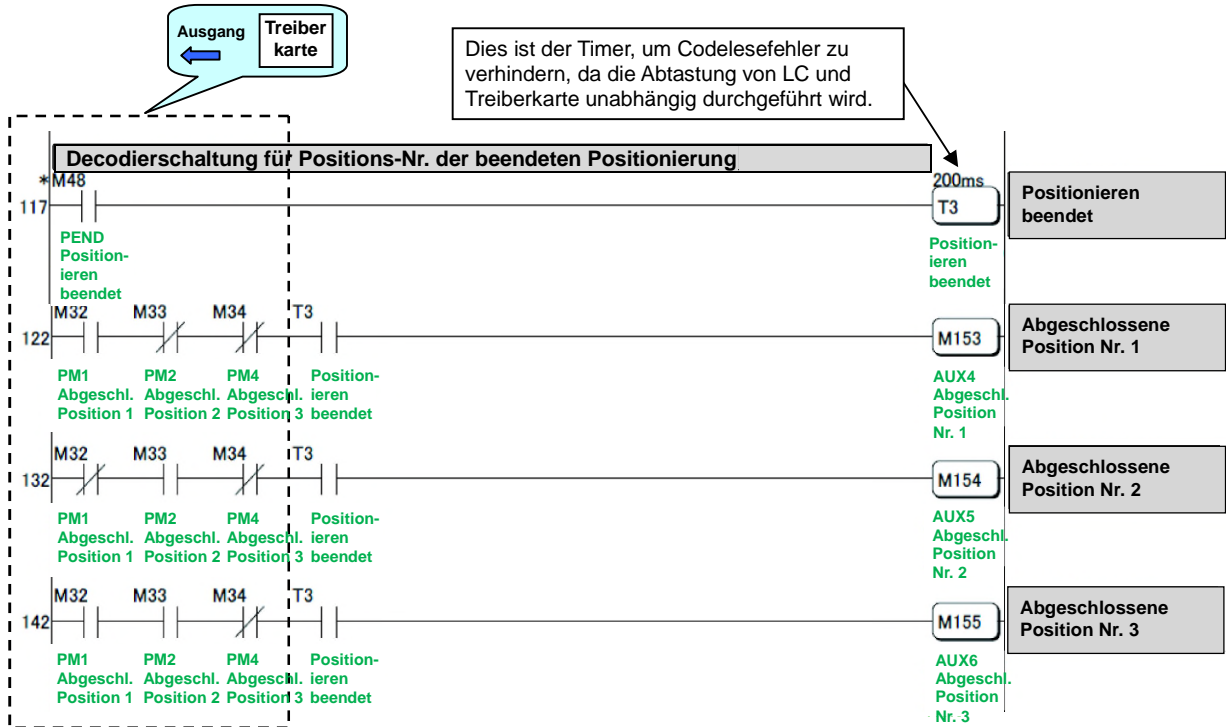 Ausgang
Treiber
karte
Dies ist der Timer, um Codelesefehler zu
verhindern, da die Abtastung von LC und
Treiberkarte unabhängig durchgeführt wird.
Decodierschaltung für Positions-Nr. der beendeten Positionierung
*M48
200ms
117
T3
Positionieren
beendet
PEND
Position-
ieren
beendet
Position-
ieren
beendet
M32 M33 M34 T3
122
M153
Abgeschlossene
Position Nr. 1
PM1 PM2 PM4 Position-
Abgeschl. Abgeschl. Abgeschl. ieren
Position 1 Position 2 Position 3 beendet
AUX4
Abgeschl.
Position
Nr. 1
M32 M33 M34 T3
132
M154
Abgeschlossene
Position Nr. 2
PM1 PM2 PM4 Position-
Abgeschl. Abgeschl. Abgeschl. ieren
Position 1 Position 2 Position 3 beendet
AUX5
Abgeschl.
Position
Nr. 2
M32 M33 M34 T3
142
M155
Abgeschlossene
Position Nr. 3
PM1 PM2 PM4 Position-
Abgeschl. Abgeschl. Abgeschl. ieren
Position 1 Position 2 Position 3 beendet
AUX6
Abgeschl.
Position
Nr. 3